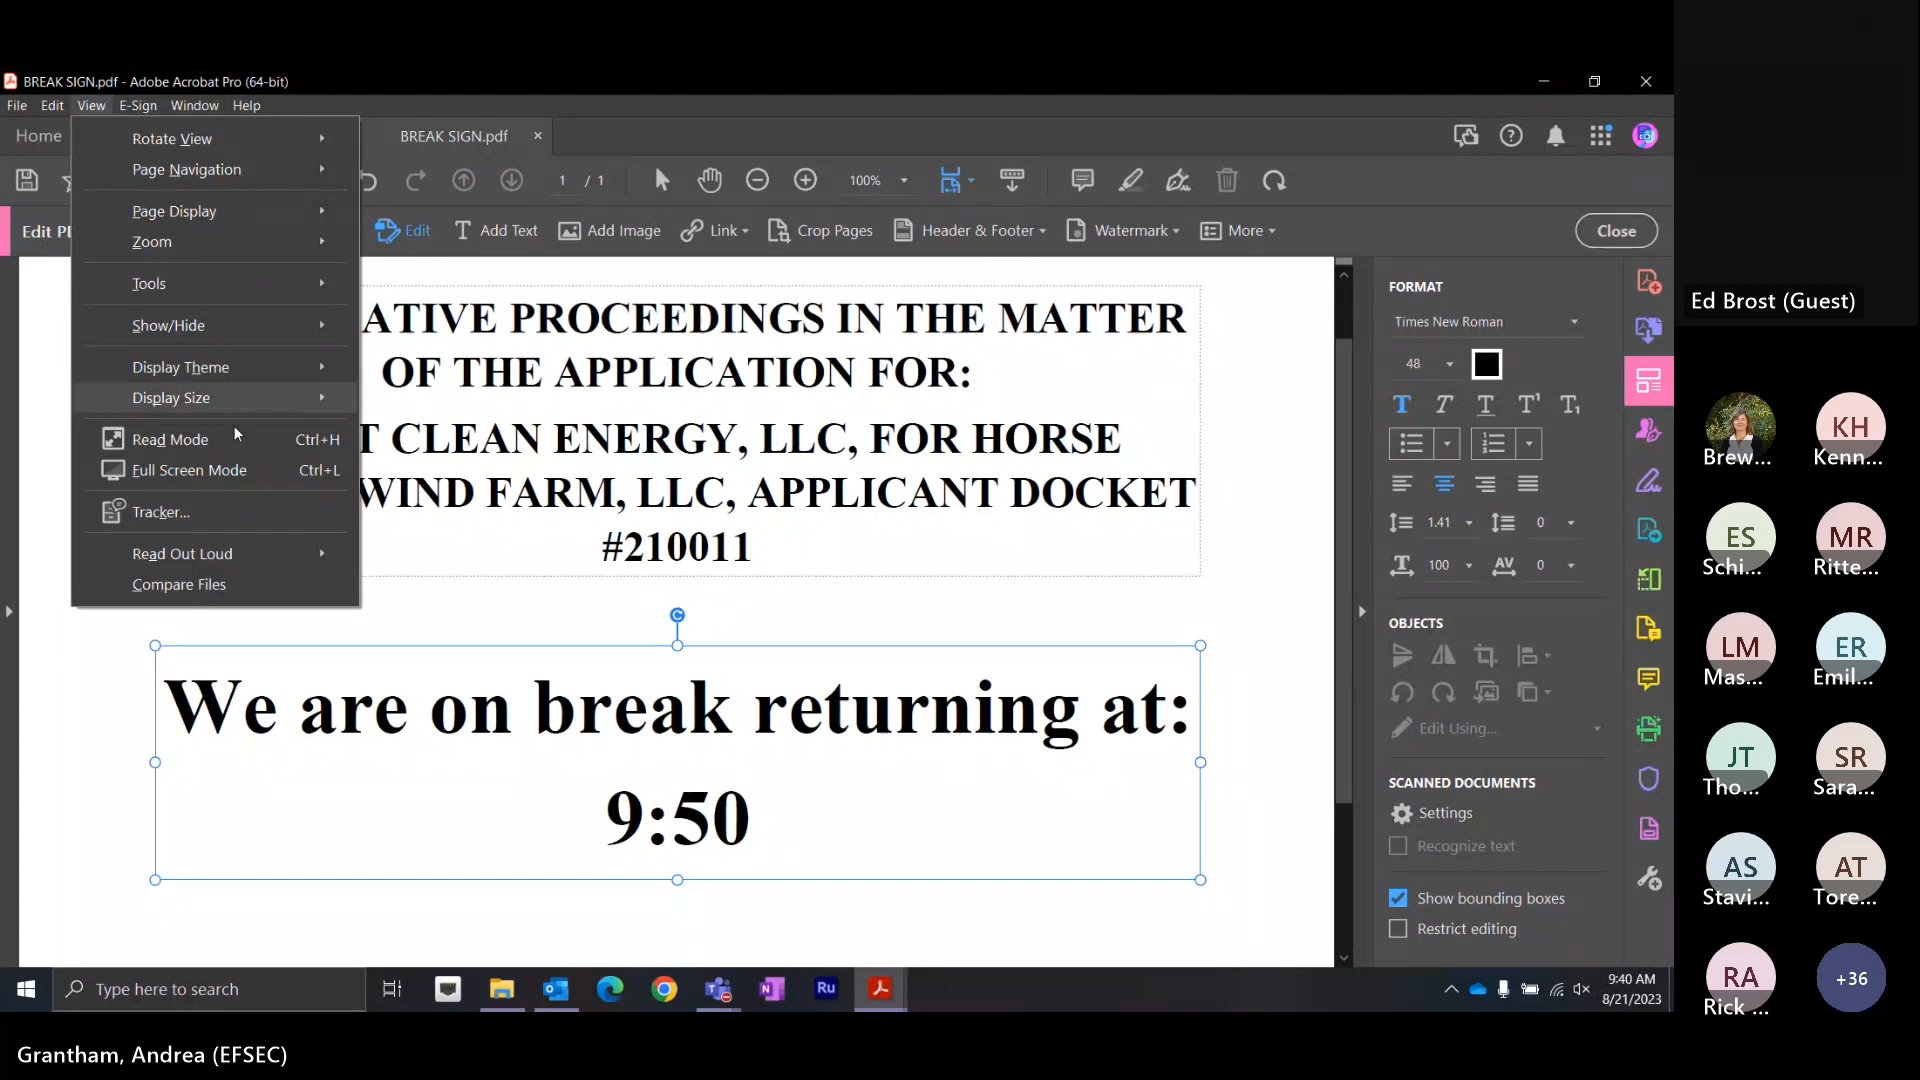 BREAK SIGN.pdf - Adobe Acrobat Pro (64-bit)
File Edit View E-Sign Window Help
Home
BREAK SIGN.pdf
1 / 1
100%
Edit
Add Text
Add Image
Link
Crop Pages
Header & Footer
Watermark
More
Close
Rotate View
Page Navigation
Page Display
Zoom
Tools
Show/Hide
Display Theme
Display Size
Read Mode Ctrl+H
Full Screen Mode Ctrl+L
Tracker...
Read Out Loud
Compare Files
ATIVE PROCEEDINGS IN THE MATTER
OF THE APPLICATION FOR:
T CLEAN ENERGY, LLC, FOR HORSE
WIND FARM, LLC, APPLICANT DOCKET
#210011
We are on break returning at:
9:50
FORMAT
Times New Roman
48
1.41 0
100 AV 0
OBJECTS
Edit Using...
SCANNED DOCUMENTS
Settings
Recognize text
Show bounding boxes
Restrict editing
Type here to search
Ru
9:40 AM
8/21/2023
Ed Brost (Guest)
Brew...
KH
Kenn...
ES
Schi...
MR
Ritte...
LM
Mas...
ER
Emil...
JT
Tho...
SR
Sara...
AS
Stavi...
AT
Tore...
RA
Rick ...
+36
Grantham, Andrea (EFSEC)